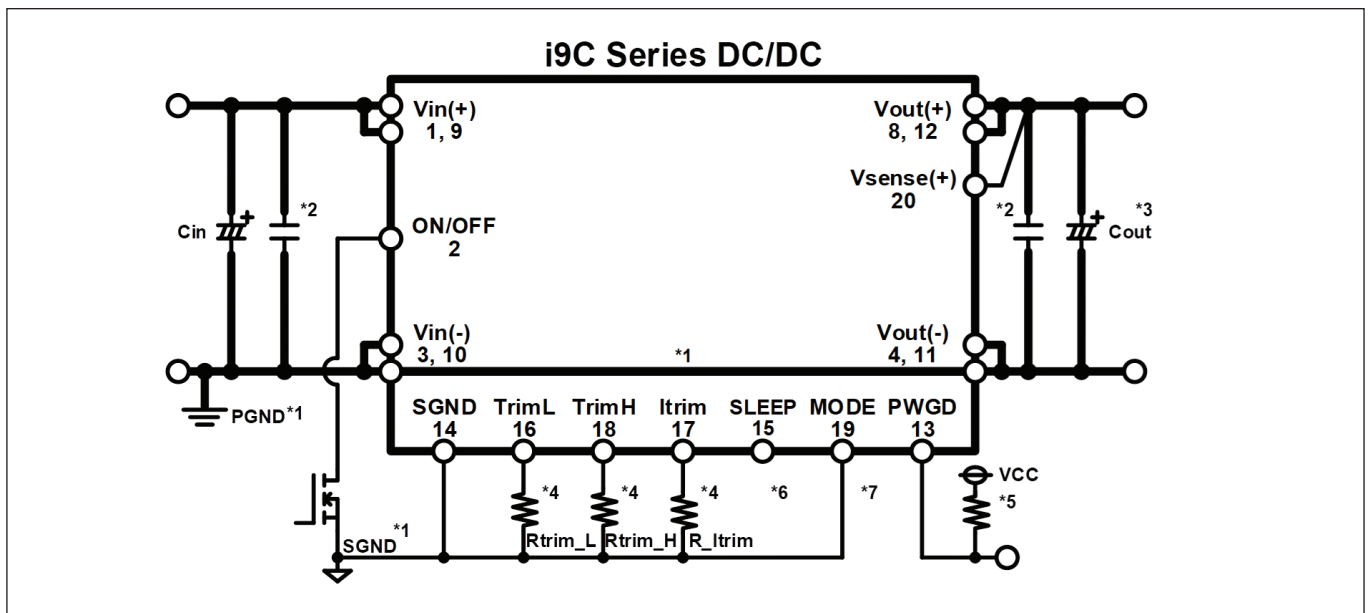 i9C Series DC/DC
Vin(+)
1, 9
Vout(+)
8, 12
Vsense(+)
20
Cin
+
*2
ON/OFF
2
*2
+
*3
Cout
Vin(-)
3, 10
*1
Vout(-)
4, 11
PGND*1
SGND
14
TrimL
16
TrimH
18
Itrim
17
SLEEP
15
MODE
19
PWGD
13
*4
*4
*4
*6
*7
VCC
*5
SGND*1
Rtrim_L
Rtrim_H
R_Itrim